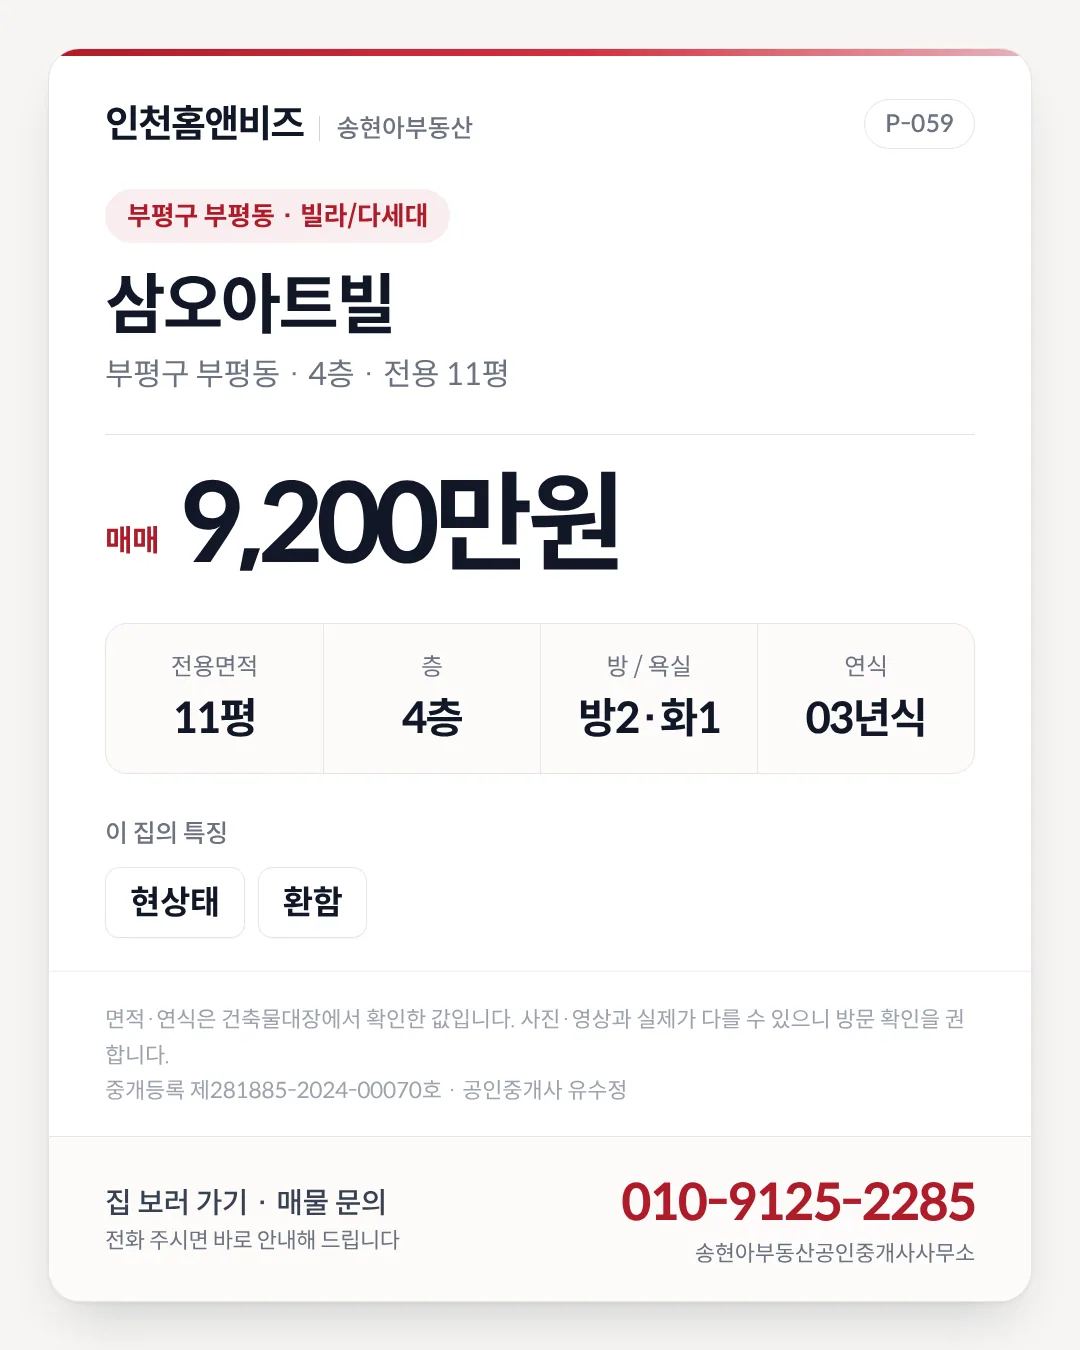 인천홈앤비즈 | 송현아부동산
P-059
부평구 부평동 · 빌라/다세대
삼오아트빌
부평구 부평동 · 4층 · 전용 11평
매매 9,200만원
전용면적
11평
층
4층
방 / 욕실
방2·화1
연식
03년식
이 집의 특징
현상태
환함
면적·연식은 건축물대장에서 확인한 값입니다. 사진·영상과 실제가 다를 수 있으니 방문 확인을 권
합니다.
중개등록 제281885-2024-00070호 · 공인중개사 유수정
집 보러 가기 · 매물 문의
전화 주시면 바로 안내해 드립니다
010-9125-2285
송현아부동산공인중개사사무소